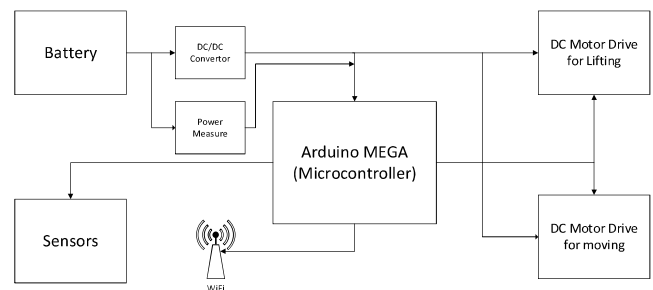 Battery
DC/DC
Convertor
DC Motor Drive
for Lifting
Power
Measure
Arduino MEGA
(Microcontroller)
Sensors
DC Motor Drive
for moving
WiFi